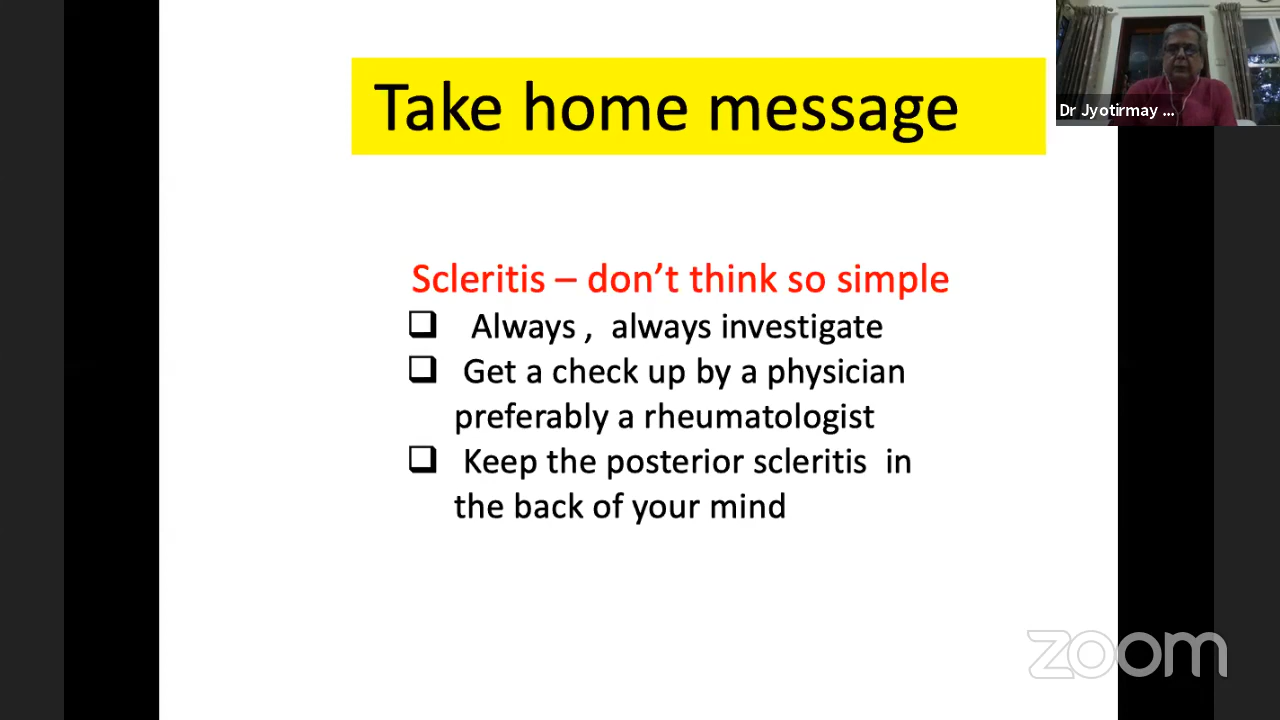 Take home message
Dr Jyotirmay ...
Scleritis – don’t think so simple
Always , always investigate
Get a check up by a physician
preferably a rheumatologist
Keep the posterior scleritis in
the back of your mind
zoom